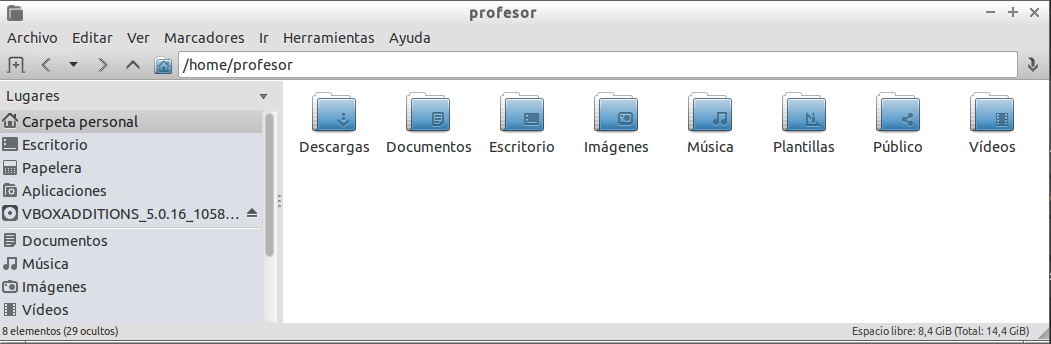 profesor
Archivo Editar Ver Marcadores Ir Herramientas Ayuda
/home/profesor
Lugares
Carpeta personal
Escritorio
Papelera
Aplicaciones
VBOXADDITIONS_5.0.16_1058...
Documentos
Música
Imágenes
Vídeos
Descargas Documentos Escritorio Imágenes Música Plantillas Público Vídeos
8 elementos (29 ocultos)
Espacio libre: 8,4 GiB (Total: 14,4 GiB)